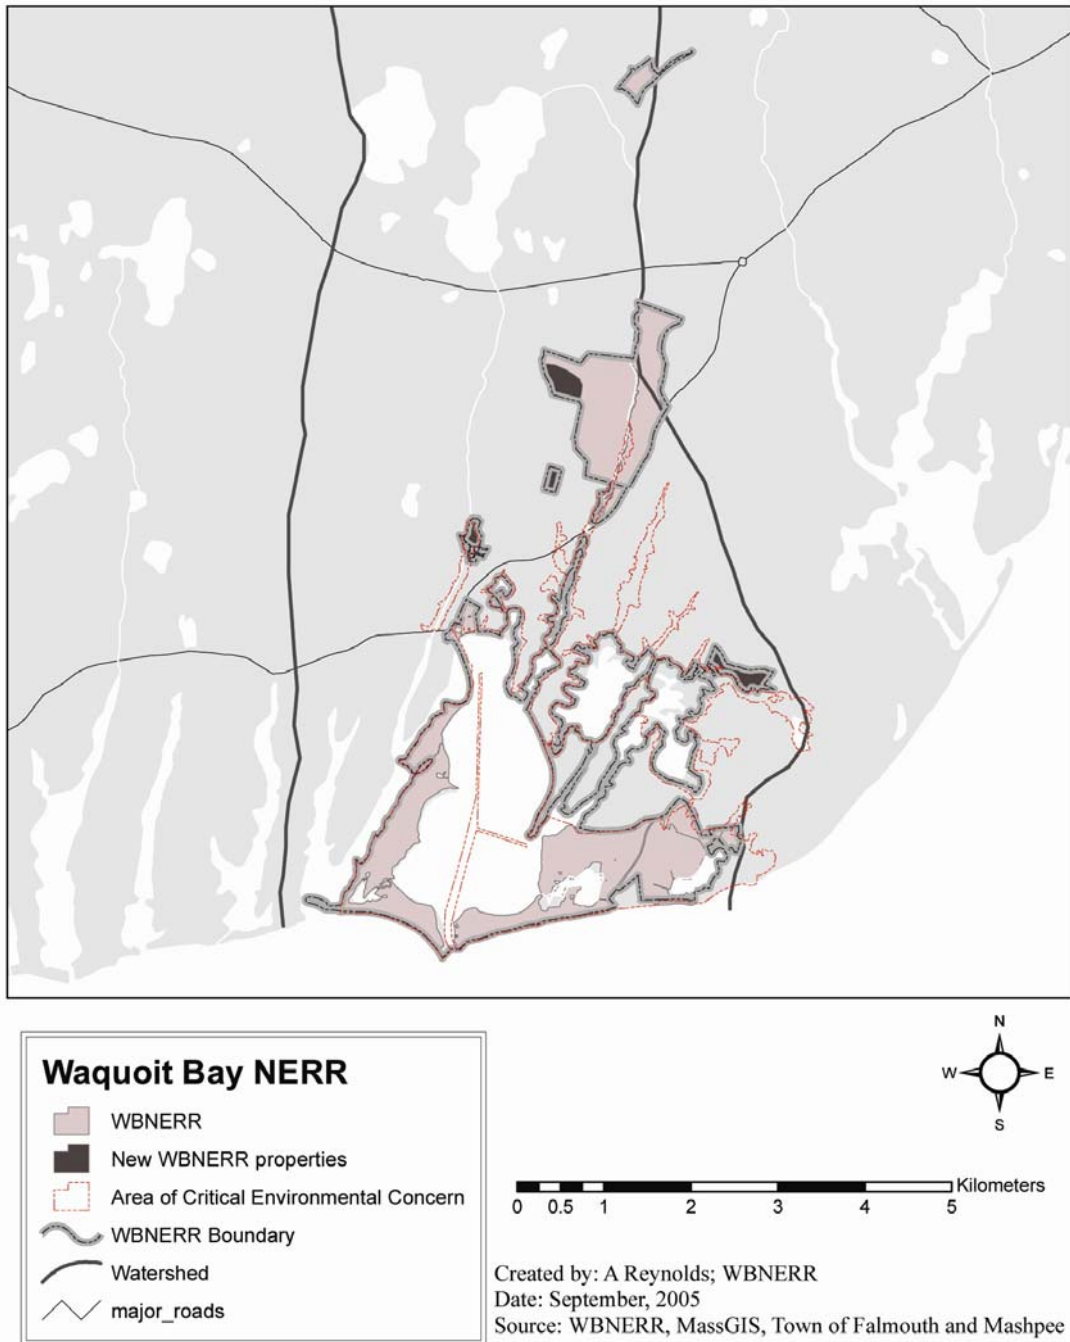 Waquoit Bay NERR
WBNERR
New WBNERR properties
Area of Critical Environmental Concern
WBNERR Boundary
Watershed
major_roads
N
W E
S
Kilometers
0 0.5 1 2 3 4 5
Created by: A Reynolds; WBNERR
Date: September, 2005
Source: WBNERR, MassGIS, Town of Falmouth and Mashpee